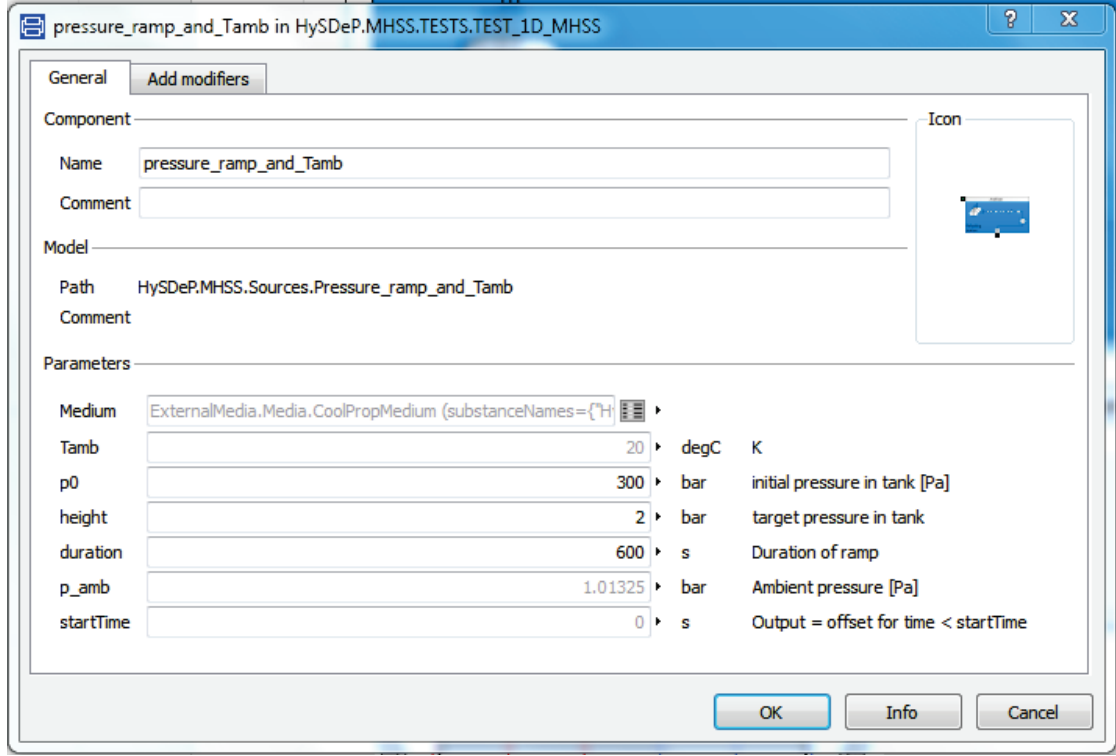 pressure_ramp_and_Tamb in HySDeP.MHSS.TESTS.TEST_1D_MHSS
General Add modifiers
Component Icon
Name pressure_ramp_and_Tamb
Comment
Model
Path HySDeP.MHSS.Sources.Pressure_ramp_and_Tamb
Comment
Parameters
Medium ExternalMedia.Media.CoolPropMedium (substanceNames={"H
Tamb 20 degC K
p0 300 bar initial pressure in tank [Pa]
height 2 bar target pressure in tank
duration 600 s Duration of ramp
p_amb 1.01325 bar Ambient pressure [Pa]
startTime 0 s Output = offset for time < startTime
OK Info Cancel